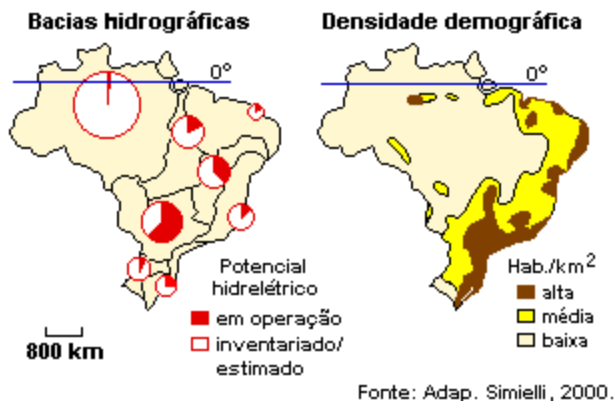 Bacias hidrográficas
0°
Potencial
hidrelétrico
em operação
inventariado/
estimado
800 km
Densidade demográfica
0°
Hab./km²
alta
média
baixa
Fonte: Adap. Simielli, 2000.